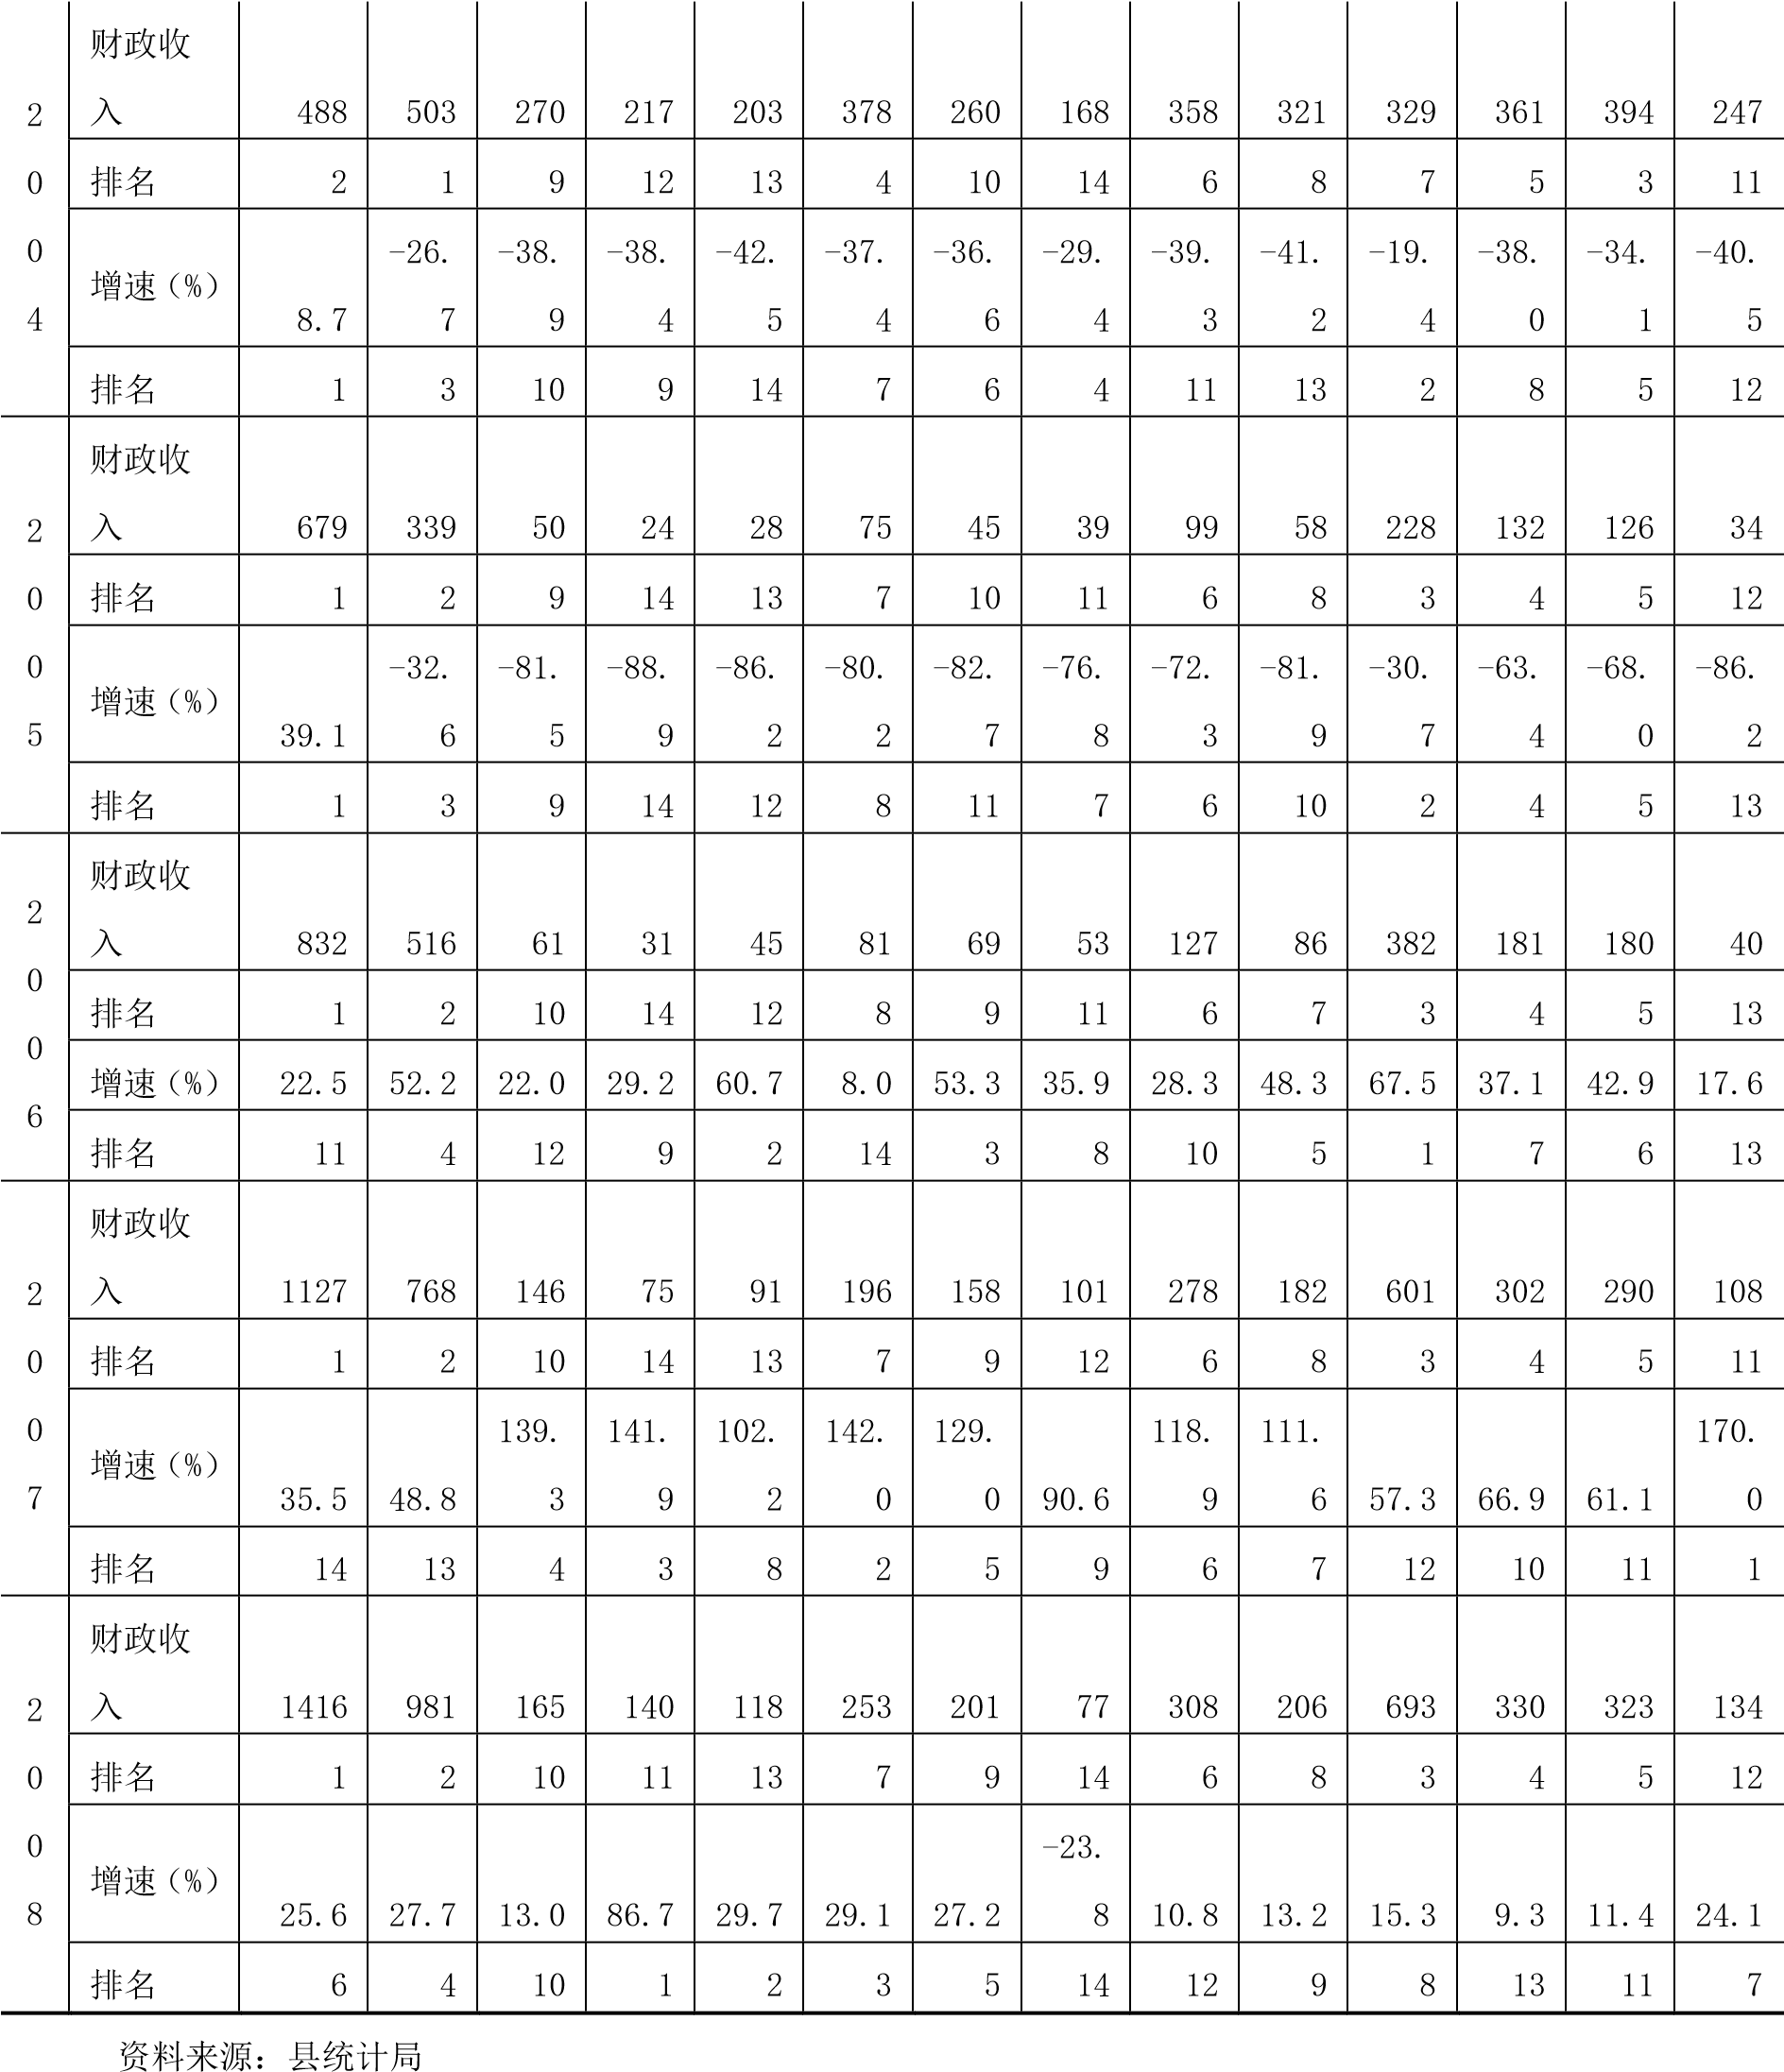 财政收
2 入 488 503 270 217 203 378 260 168 358 321 329 361 394 247
0 排名 2 1 9 12 13 4 10 14 6 8 7 5 3 11
0 -26. -38. -38. -42. -37. -36. -29. -39. -41. -19. -38. -34. -40.
增速(%)
4 8.7 7 9 4 5 4 6 4 3 2 4 0 1 5
排名 1 3 10 9 14 7 6 4 11 13 2 8 5 12
财政收
2 入 679 339 50 24 28 75 45 39 99 58 228 132 126 34
0 排名 1 2 9 14 13 7 10 11 6 8 3 4 5 12
0 -32. -81. -88. -86. -80. -82. -76. -72. -81. -30. -63. -68. -86.
增速(%)
5 39.1 6 5 9 2 2 7 8 3 9 7 4 0 2
排名 1 3 9 14 12 8 11 7 6 10 2 4 5 13
财政收
2
入 832 516 61 31 45 81 69 53 127 86 382 181 180 40
0
排名 1 2 10 14 12 8 9 11 6 7 3 4 5 13
0
增速(%) 22.5 52.2 22.0 29.2 60.7 8.0 53.3 35.9 28.3 48.3 67.5 37.1 42.9 17.6
6
排名 11 4 12 9 2 14 3 8 10 5 1 7 6 13
财政收
2 入 1127 768 146 75 91 196 158 101 278 182 601 302 290 108
0 排名 1 2 10 14 13 7 9 12 6 8 3 4 5 11
0 139. 141. 102. 142. 129. 118. 111. 170.
增速(%)
7 35.5 48.8 3 9 2 0 0 90.6 9 6 57.3 66.9 61.1 0
排名 14 13 4 3 8 2 5 9 6 7 12 10 11 1
财政收
2 入 1416 981 165 140 118 253 201 77 308 206 693 330 323 134
0 排名 1 2 10 11 13 7 9 14 6 8 3 4 5 12
0 -23.
增速(%)
8 25.6 27.7 13.0 86.7 29.7 29.1 27.2 8 10.8 13.2 15.3 9.3 11.4 24.1
排名 6 4 10 1 2 3 5 14 12 9 8 13 11 7
资料来源：县统计局